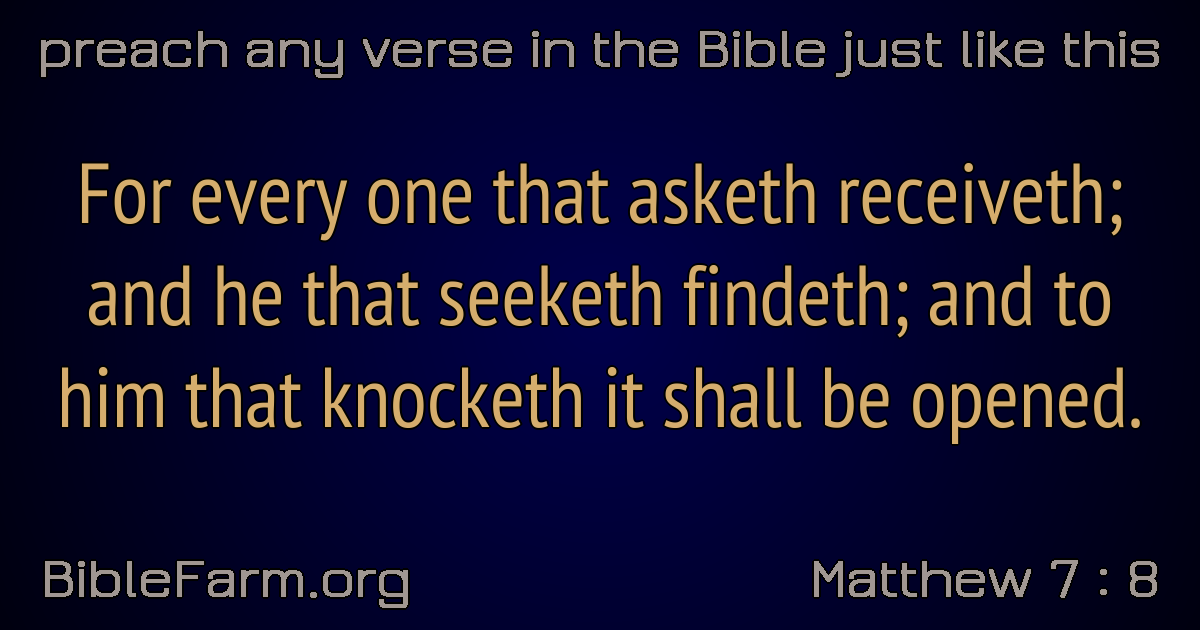 preach any verse in the Bible just like this
For every one that asketh receiveth;
and he that seeketh findeth; and to
him that knocketh it shall be opened.
BibleFarm.org
Matthew 7 : 8